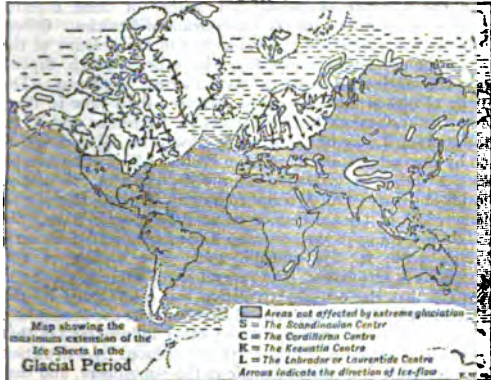 Map showing the
maximum extension of the
Ice Sheets in the
Glacial Period
Areas not affected by extreme glaciation
S = The Scandinavian Center
C = The Cordilleran Centre
K = The Keewatin Centre
L = The Labrador or Laurentide Centre
Arrows indicate the direction of Ice-flow